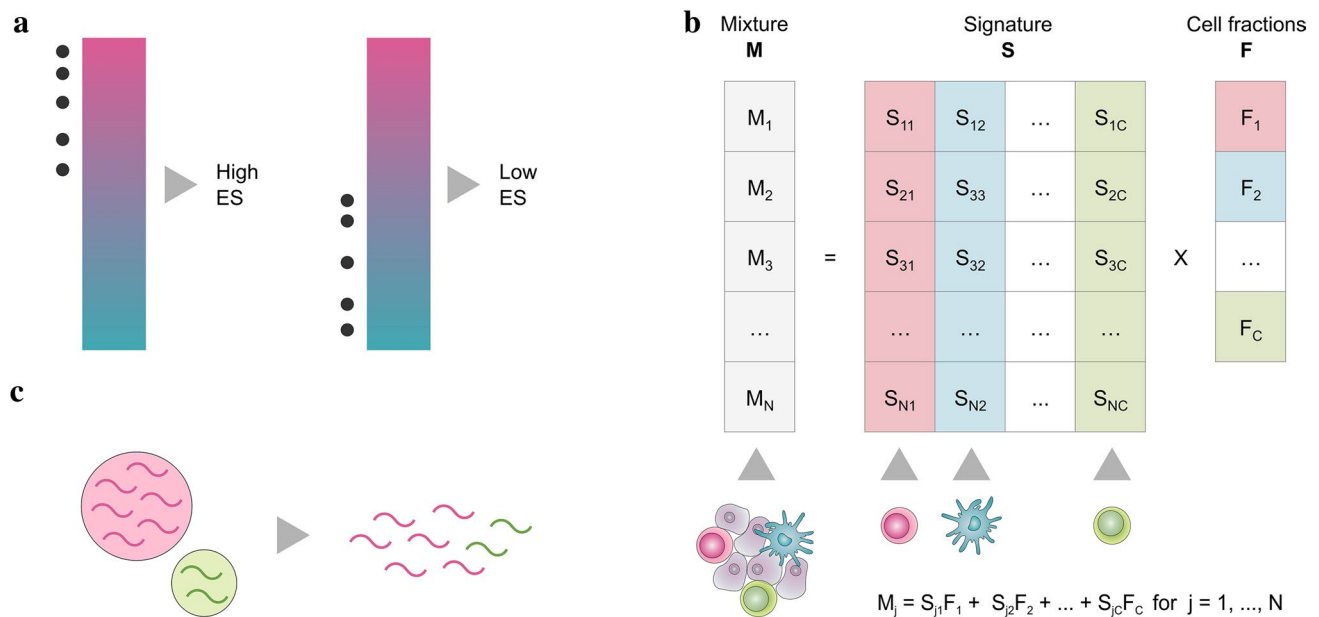 a
High
ES
Low
ES
b
Mixture Signature Cell fractions
M S F
M₁ S₁₁ S₁₂ ... S₁C F₁
M₂ S₂₁ S₃₃ ... S₂C F₂
M₃ = S₃₁ S₃₂ ... S₃C X ...
... ... ... ... ... FC
MN SN1 SN2 ... SNC
Mⱼ = Sⱼ₁F₁ + Sⱼ₂F₂ + ... + SⱼCFC for j = 1, ..., N
c